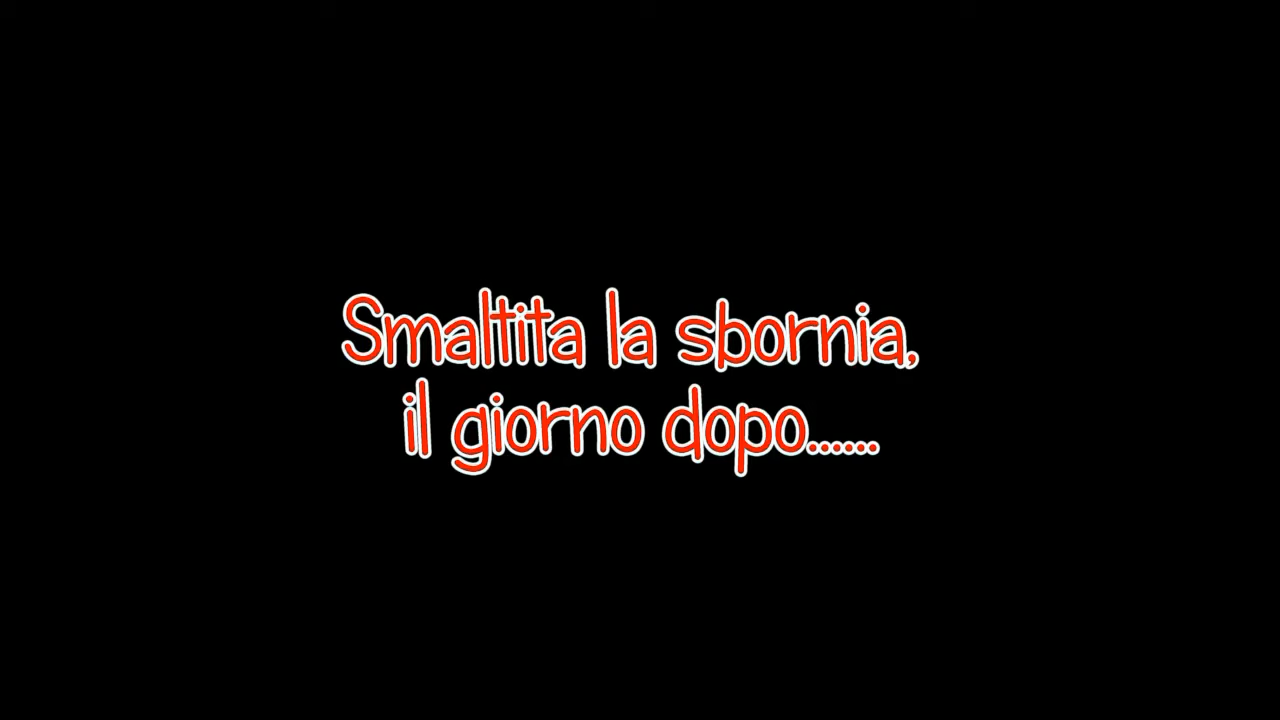 Smaltita la sbornia,
il giorno dopo......